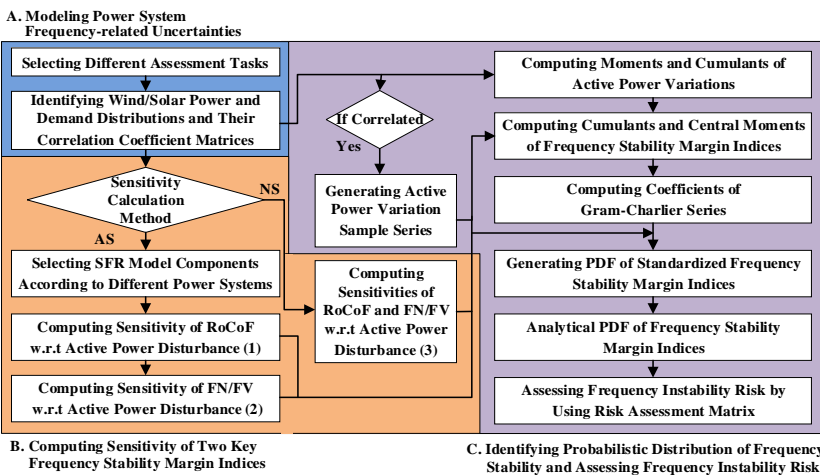 A. Modeling Power System
Frequency-related Uncertainties
Selecting Different Assessment Tasks
Identifying Wind/Solar Power and
Demand Distributions and Their
Correlation Coefficient Matrices
Sensitivity
Calculation
Method
NS
AS
Selecting SFR Model Components
According to Different Power Systems
Computing Sensitivity of RoCoF
w.r.t Active Power Disturbance (1)
Computing Sensitivity of FN/FV
w.r.t Active Power Disturbance (2)
If Correlated
Yes
Generating Active
Power Variation
Sample Series
Computing
Sensitivities of
RoCoF and FN/FV
w.r.t Active Power
Disturbance (3)
Computing Moments and Cumulants of
Active Power Variations
Computing Cumulants and Central Moments
of Frequency Stability Margin Indices
Computing Coefficients of
Gram-Charlier Series
Generating PDF of Standardized Frequency
Stability Margin Indices
Analytical PDF of Frequency Stability
Margin Indices
Assessing Frequency Instability Risk by
Using Risk Assessment Matrix
B. Computing Sensitivity of Two Key
Frequency Stability Margin Indices
C. Identifying Probabilistic Distribution of Frequency
Stability and Assessing Frequency Instability Risk